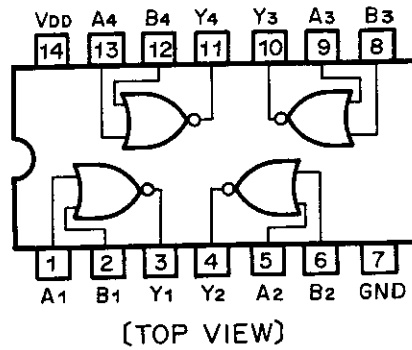 VDD A4 B4 Y4 Y3 A3 B3
14 13 12 11 10 9 8
1 2 3 4 5 6 7
A1 B1 Y1 Y2 A2 B2 GND
(TOP VIEW)